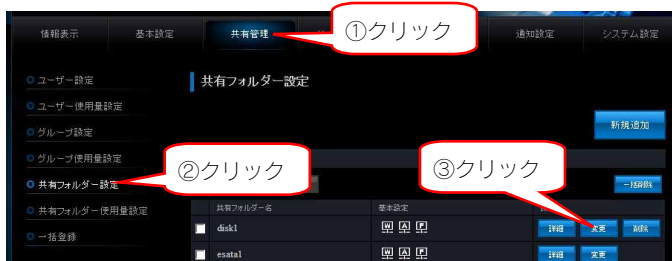 情報表示 基本設定 共有管理 ①クリック 通知設定 システム設定
ユーザー設定
共有フォルダー設定
ユーザー使用量設定
新規追加
グループ設定
グループ使用量設定
②クリック
③クリック
共有フォルダー設定
一括削除
共有フォルダー使用量設定
共有フォルダー名 基本設定
disk1 W A F 詳細 変更 削除
一括登録
esata1 W A F 詳細 変更